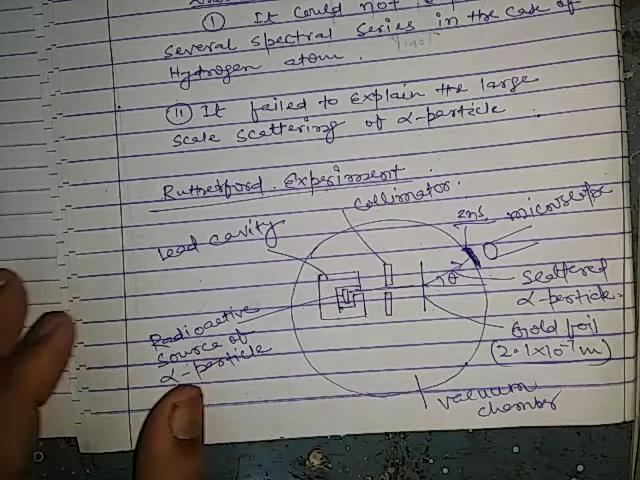 (I) It could not
several spectral series in the case of
Hydrogen atom.
(II) It failed to explain the large
scale scattering of α-particle.
Rutherford Experiment.
Collimator.
Lead cavity
ZnS
microscope
Scattered
α-particle.
θ
Radioactive
source of
α-particle
Gold foil
(2.1×10⁻⁷m)
vacuum
chamber